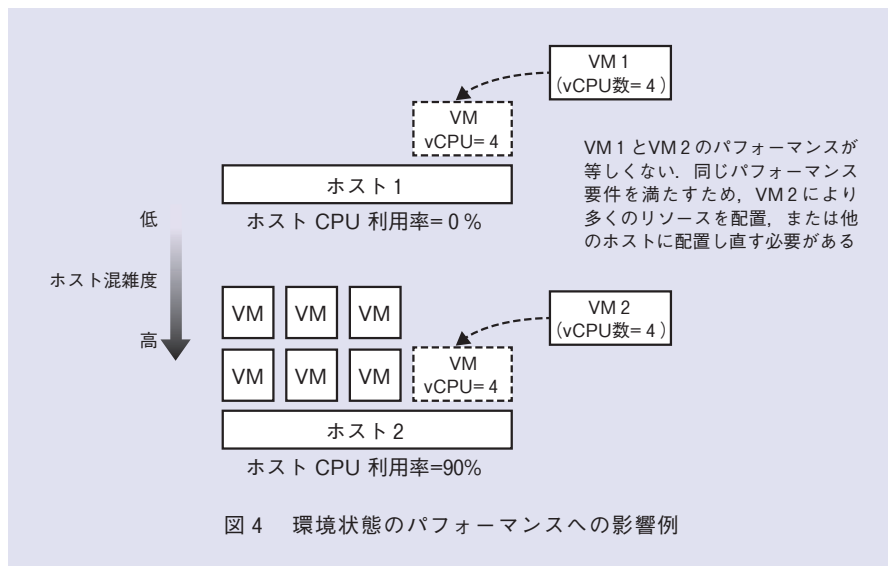 VM 1
（vCPU数= 4 ）
VM
vCPU= 4
ホスト 1
ホスト CPU 利用率= 0 %
VM 1 とVM 2 のパフォーマンスが
等しくない．同じパフォーマンス
要件を満たすため，VM 2 により
多くのリソースを配置，または他
のホストに配置し直す必要がある
低
ホスト混雑度
高
VM 2
（vCPU数= 4 ）
VM
VM
VM
VM
VM
VM
VM
vCPU= 4
ホスト 2
ホスト CPU 利用率=90%
図 4　環境状態のパフォーマンスへの影響例